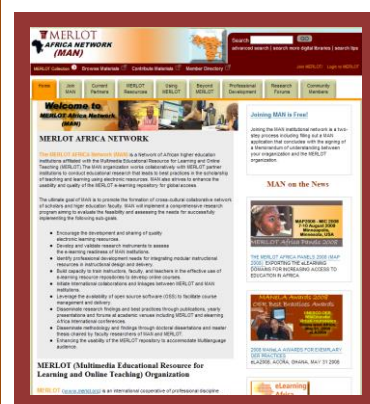 MERLOT
AFRICA NETWORK
(MAN)
Search
GO
advanced search | search more digital libraries | search tips
MERLOT Collection Browse Materials Contribute Materials Member Directory
Join MERLOT! Login to MERLOT
Home
Join MAN
Current Partners
MERLOT Resources
Using MERLOT
Beyond MERLOT
Professional Development
Research Forums
Community Members
Welcome to
MERLOT Africa Network
(MAN)
MERLOT AFRICA NETWORK
The MERLOT AFRICA NETWORK (MAN) is a Network of African higher education
institutions affiliated with the Multimedia Educational Resource for Learning and Online
Teaching (MERLOT). The MAN organization works collaboratively with MERLOT partner
institutions to conduct educational research that leads to best practices in the scholarship
of teaching and learning using electronic resources. MAN also strives to enhance the
usability and quality of the MERLOT e-learning repository for global access.
The ultimate goal of MAN is to promote the formation of cross-cultural collaborative network
of scholars and higher education faculty. MAN will implement a comprehensive research
program aiming to evaluate the feasibility and assessing the needs for successfully
implementing the following sub goals.
Encourage the development and sharing of quality
electronic learning resources.
Develop and validate research instruments to assess
the e-learning readiness of MAN institutions.
Identify professional development needs for integrating modular instructional
resources in instructional design and delivery.
Build capacity to train instructors, faculty, and teachers in the effective use of
e-learning resource repositories to develop online courses.
Initiate international collaborations and linkages between MERLOT and MAN
institutions.
Leverage the availability of open source software (OSS) to facilitate course
management and delivery.
Disseminate research findings and best practices through publications, yearly
presentations and forums at academic venues including MERLOT and eLearning
Africa international conferences.
Disseminate methodology and findings through doctoral dissertations and master
thesis chaired by faculty researchers of MAN and MERLOT.
Enhancing the usability of the MERLOT repository to accommodate Multilanguage
audience.
MERLOT (Multimedia Educational Resource for
Learning and Online Teaching) Organization
MERLOT (www.merlot.org) is an international cooperative of professional discipline
Joining MAN is Free!
Joining the MAN institutional network is a two-
step process including filling out a MAN
application that concludes with the signing of
a Memorandum of understanding between
your organization and the MERLOT
organization.
MAN on the News
MAP2008 - MIC 2008
7-10 August 2008
Minneapolis,
Minnesota, USA
MERLOT Africa Panels 2008
THE MERLOT AFRICA PANELS 2008 (MAP
2008): EXPORTING THE eLEARNING
DOMAINS FOR INCREASING ACCESS TO
EDUCATION IN AFRICA
MANeLA Awards 2008
OER Best Practices Awards
2008 MANeLA AWARDS FOR EXEMPLARY
OER PRACTICES
eLA2008, ACCRA, GHANA, MAY 31 2008
eLearning
Africa